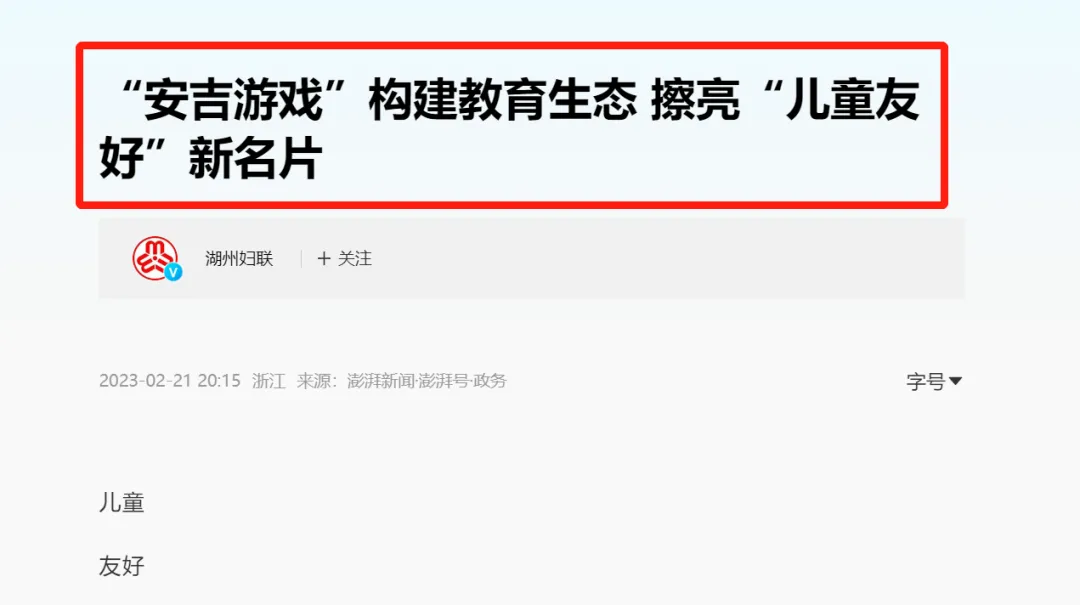 “安吉游戏”构建教育生态 擦亮“儿童友
好”新名片
湖州妇联
+ 关注
2023-02-21 20:15 浙江 来源：澎湃新闻·澎湃号·政务
字号▼
儿童
友好